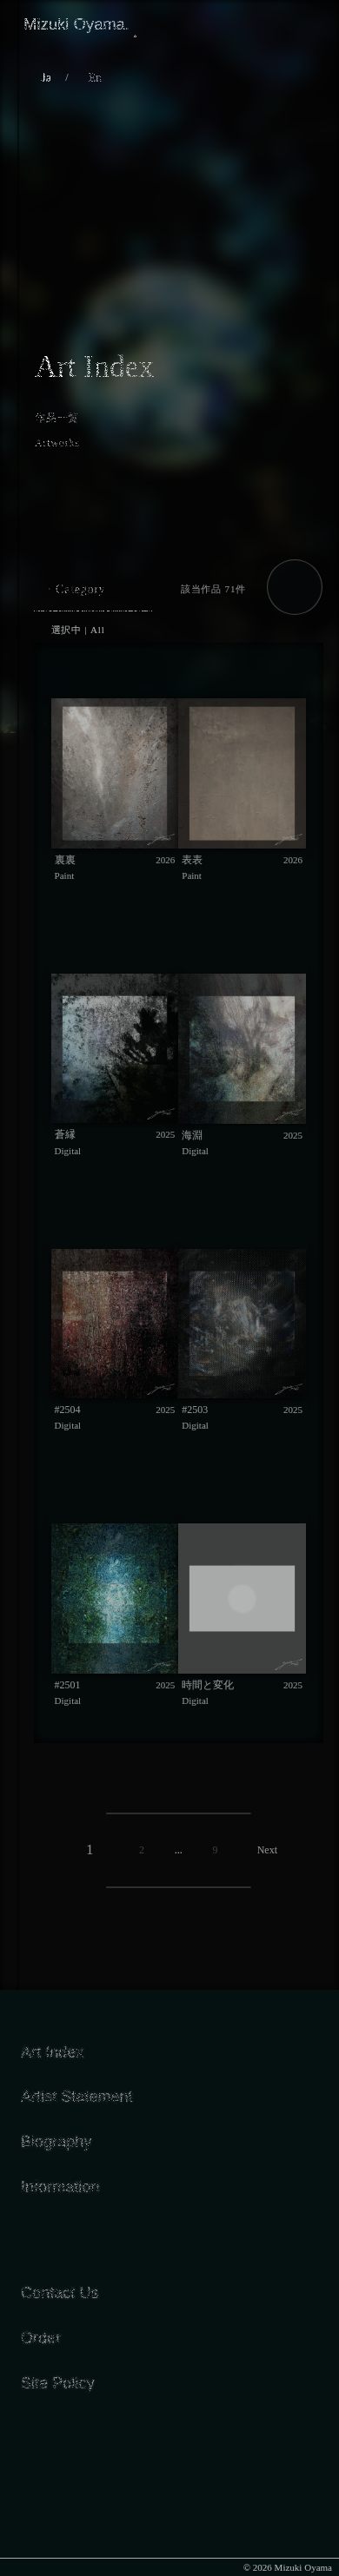 Mizuki Oyama.
Ja / En
Art Index
作品一覧
Artworks
Category
該当作品 71件
選択中 | All
裏裏 2026
Paint
表表 2026
Paint
蒼縁 2025
Digital
海淵 2025
Digital
#2504 2025
Digital
#2503 2025
Digital
#2501 2025
Digital
時間と変化 2025
Digital
1 2 ... 9 Next
Art Index
Artist Statement
Biography
Information
Contact Us
Order
Site Policy
© 2026 Mizuki Oyama